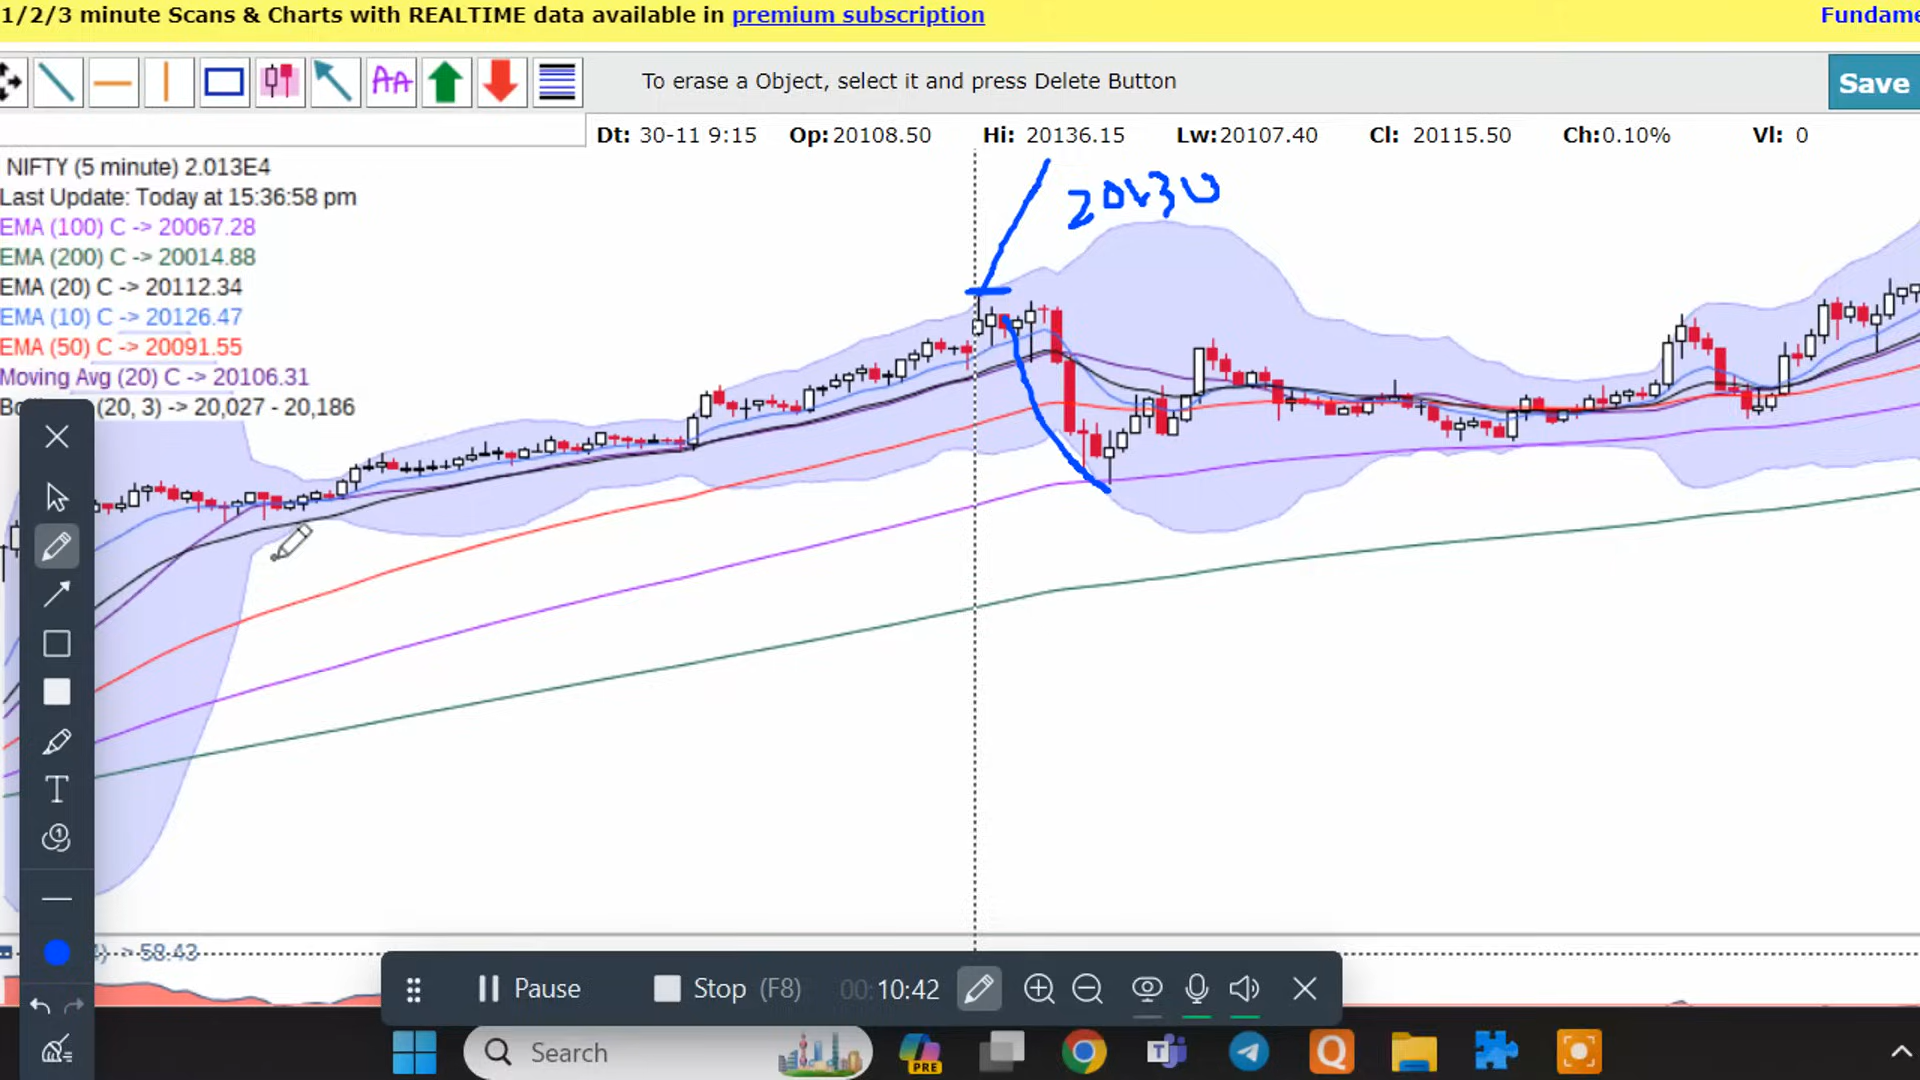 1/2/3 minute Scans & Charts with REALTIME data available in premium subscription
Fundame
AA
To erase a Object, select it and press Delete Button
Save
Dt: 30-11 9:15 Op:20108.50 Hi: 20136.15 Lw:20107.40 Cl: 20115.50 Ch:0.10% Vl: 0
20130
NIFTY (5 minute) 2.013E4
Last Update: Today at 15:36:58 pm
EMA (100) C -> 20067.28
EMA (200) C -> 20014.88
EMA (20) C -> 20112.34
EMA (10) C -> 20126.47
EMA (50) C -> 20091.55
Moving Avg (20) C -> 20106.31
(20, 3) -> 20,027 - 20,186
T
1
-> 58.43
Pause
Stop (F8)
00:10:42
Search
PRE
T
Q